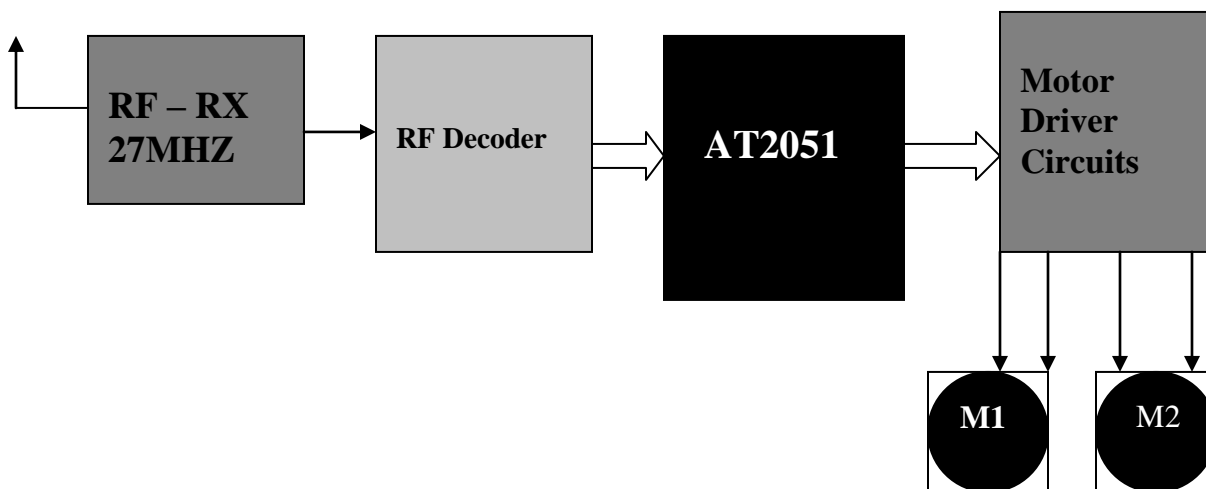 RF – RX
27MHZ
RF Decoder
AT2051
Motor
Driver
Circuits
M1
M2